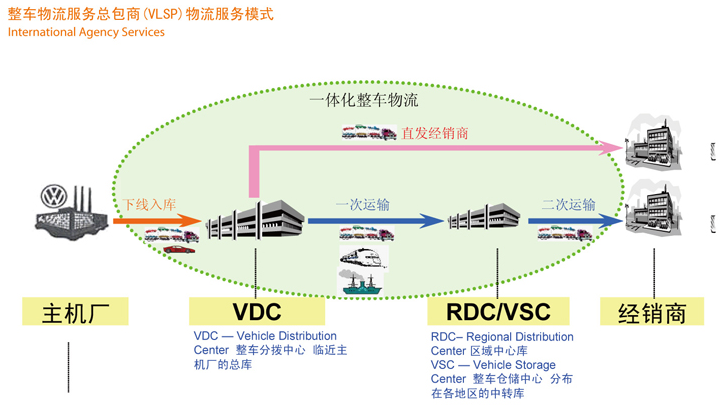 整车物流服务总包商(VLSP)物流服务模式
International Agency Services
一体化整车物流
直发经销商
下线入库
一次运输
二次运输
主机厂
VDC
RDC/VSC
经销商
VDC — Vehicle Distribution
Center 整车分拨中心 临近主
机厂的总库
RDC– Regional Distribution
Center 区域中心库
VSC — Vehicle Storage
Center 整车仓储中心 分布
在各地区的中转库